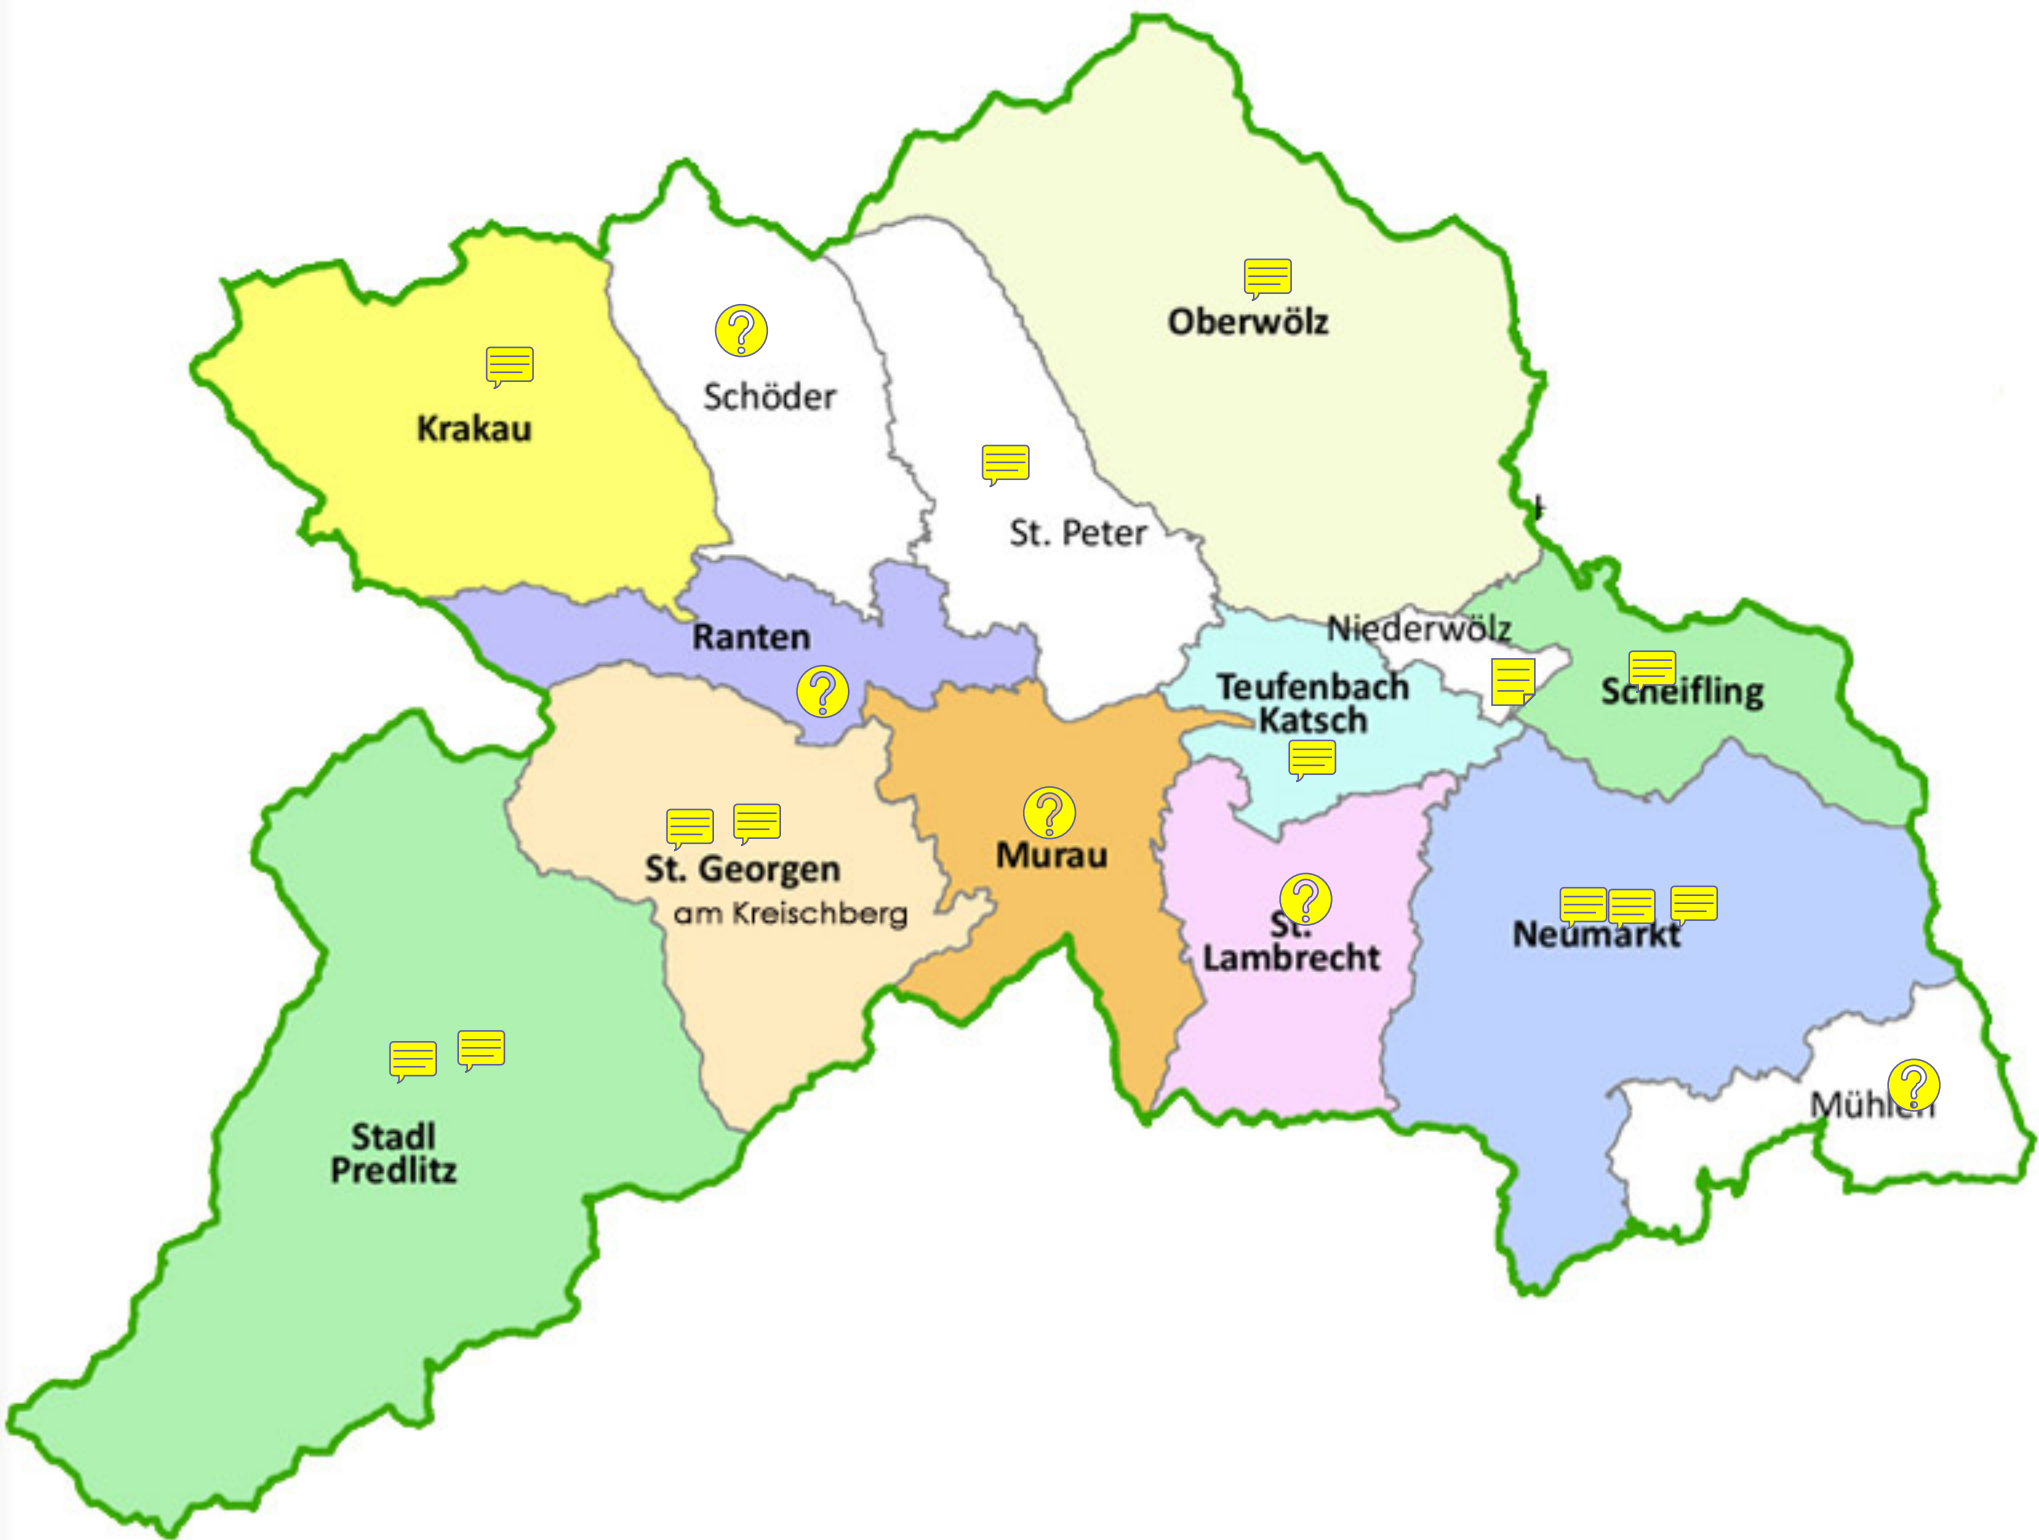 Oberwölz
Schöder
Krakau
St. Peter
Niederwölz
Ranten
Teufenbach
Katsch
Scheifling
Murau
St. Georgen
am Kreischberg
St.
Lambrecht
Neumarkt
Mühlen
Stadl
Predlitz